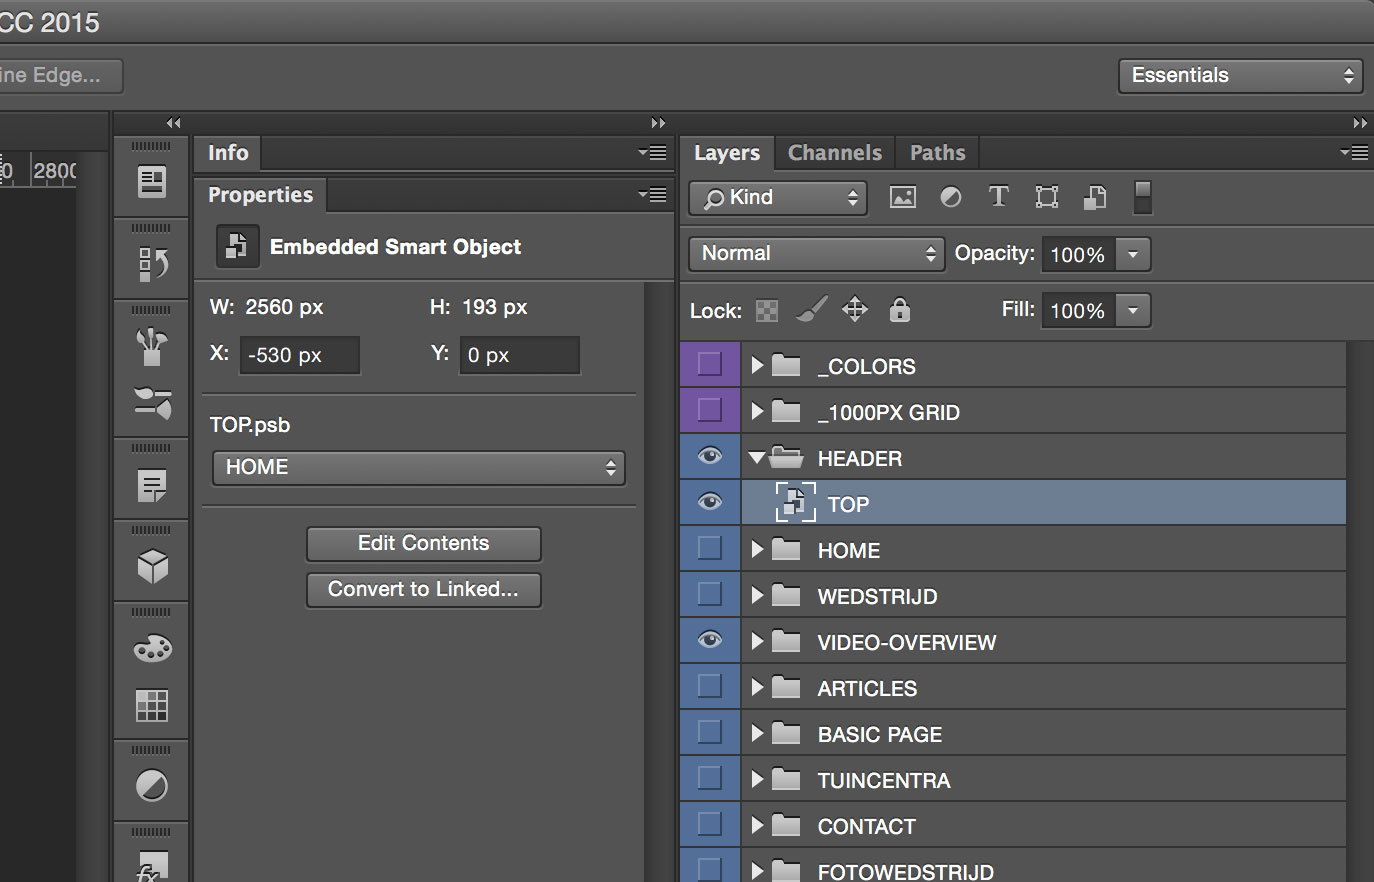 CC 2015
ine Edge...
Essentials
0 2800
Info
Properties
Embedded Smart Object
W: 2560 px H: 193 px
X: -530 px Y: 0 px
TOP.psb
HOME
Edit Contents
Convert to Linked...
fx
Layers Channels Paths
Kind
T
Normal Opacity: 100%
Lock: Fill: 100%
_COLORS
_1000PX GRID
HEADER
TOP
HOME
WEDSTRIJD
VIDEO-OVERVIEW
ARTICLES
BASIC PAGE
TUINCENTRA
CONTACT
FOTOWEDSTRIJD